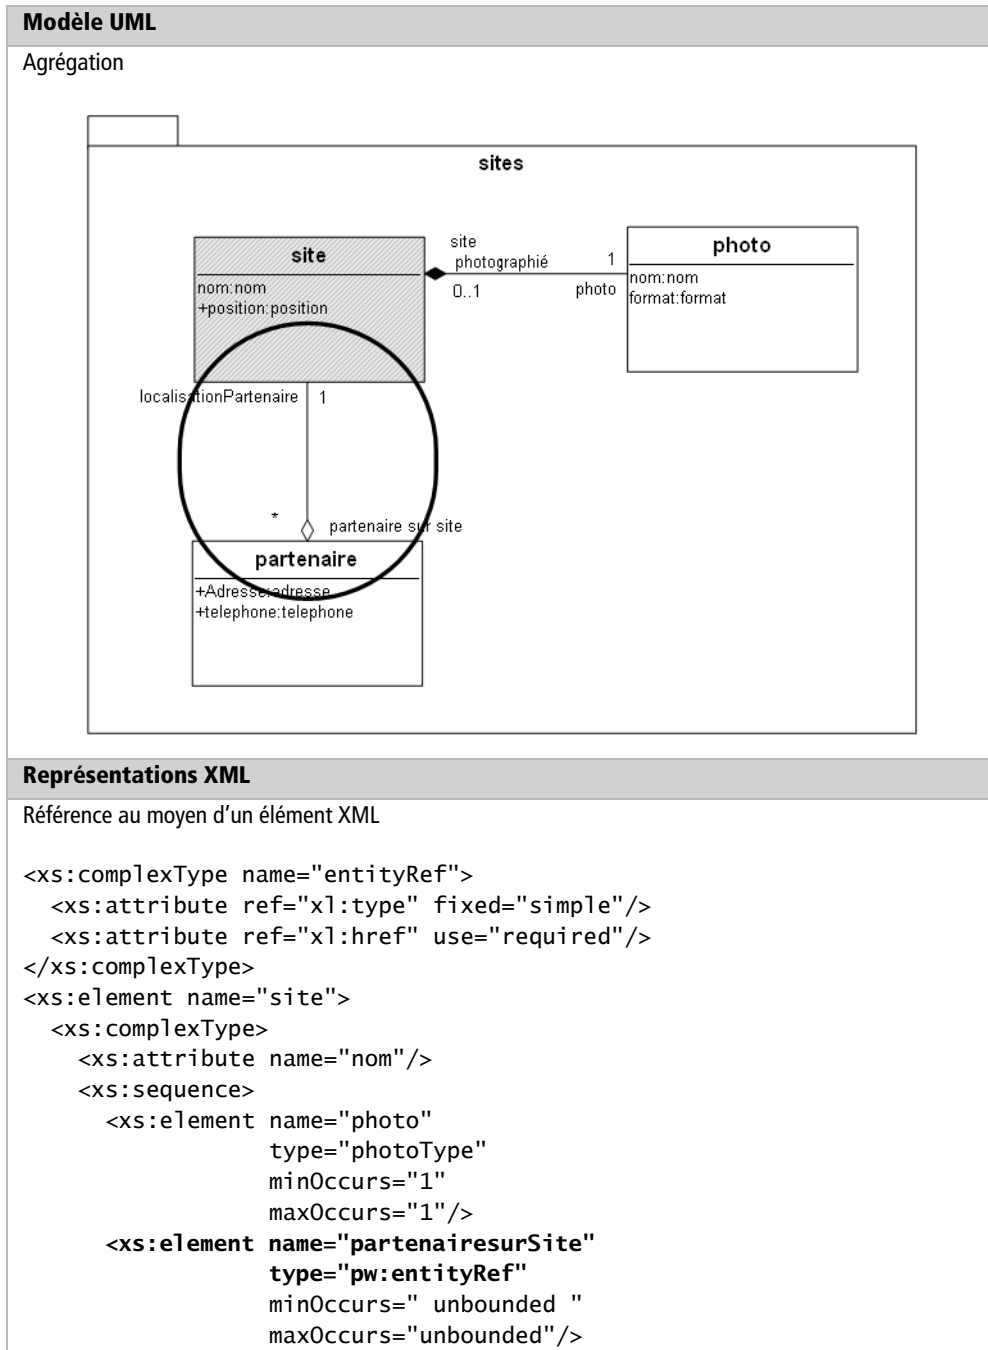 Modèle UML
Agrégation
sites
site
nom:nom
+position:position
site
photographié
0..1
1
photo
photo
nom:nom
format:format
localisationPartenaire
1
*
partenaire sur site
partenaire
+Adresse:adresse
+telephone:telephone
Représentations XML
Référence au moyen d’un élément XML
<xs:complexType name="entityRef">
<xs:attribute ref="xl:type" fixed="simple"/>
<xs:attribute ref="xl:href" use="required"/>
</xs:complexType>
<xs:element name="site">
<xs:complexType>
<xs:attribute name="nom"/>
<xs:sequence>
<xs:element name="photo"
type="photoType"
minOccurs="1"
maxOccurs="1"/>
<xs:element name="partenairesurSite"
type="pw:entityRef"
minOccurs=" unbounded "
maxOccurs="unbounded"/>